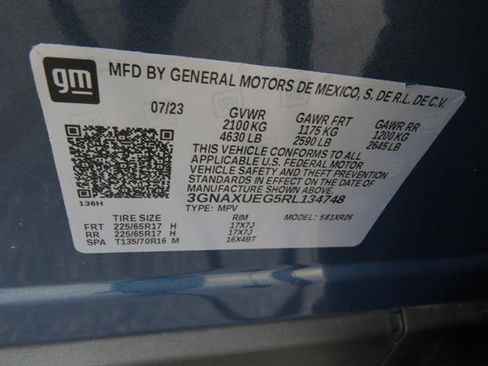 gm
MFD BY GENERAL MOTORS DE MEXICO, S. DE R.L. DE C.V.
07/23 GVWR GAWR FRT GAWR RR
2100 KG 1175 KG 1200 KG
4630 LB 2590 LB 2645 LB
THIS VEHICLE CONFORMS TO ALL
APPLICABLE U.S. FEDERAL MOTOR
VEHICLE SAFETY AND THEFT PREVENTION
STANDARDS IN EFFECT ON THE DATE OF
MANUFACTURE SHOWN ABOVE.
136H 3GNAXUEG5RL134748
TYPE: MPV MODEL: 581XR26
TIRE SIZE RIM
FRT 225/65R17 H 17X7J
RR 225/65R17 H 17X7J
SPA T135/70R16 M 16X4BT